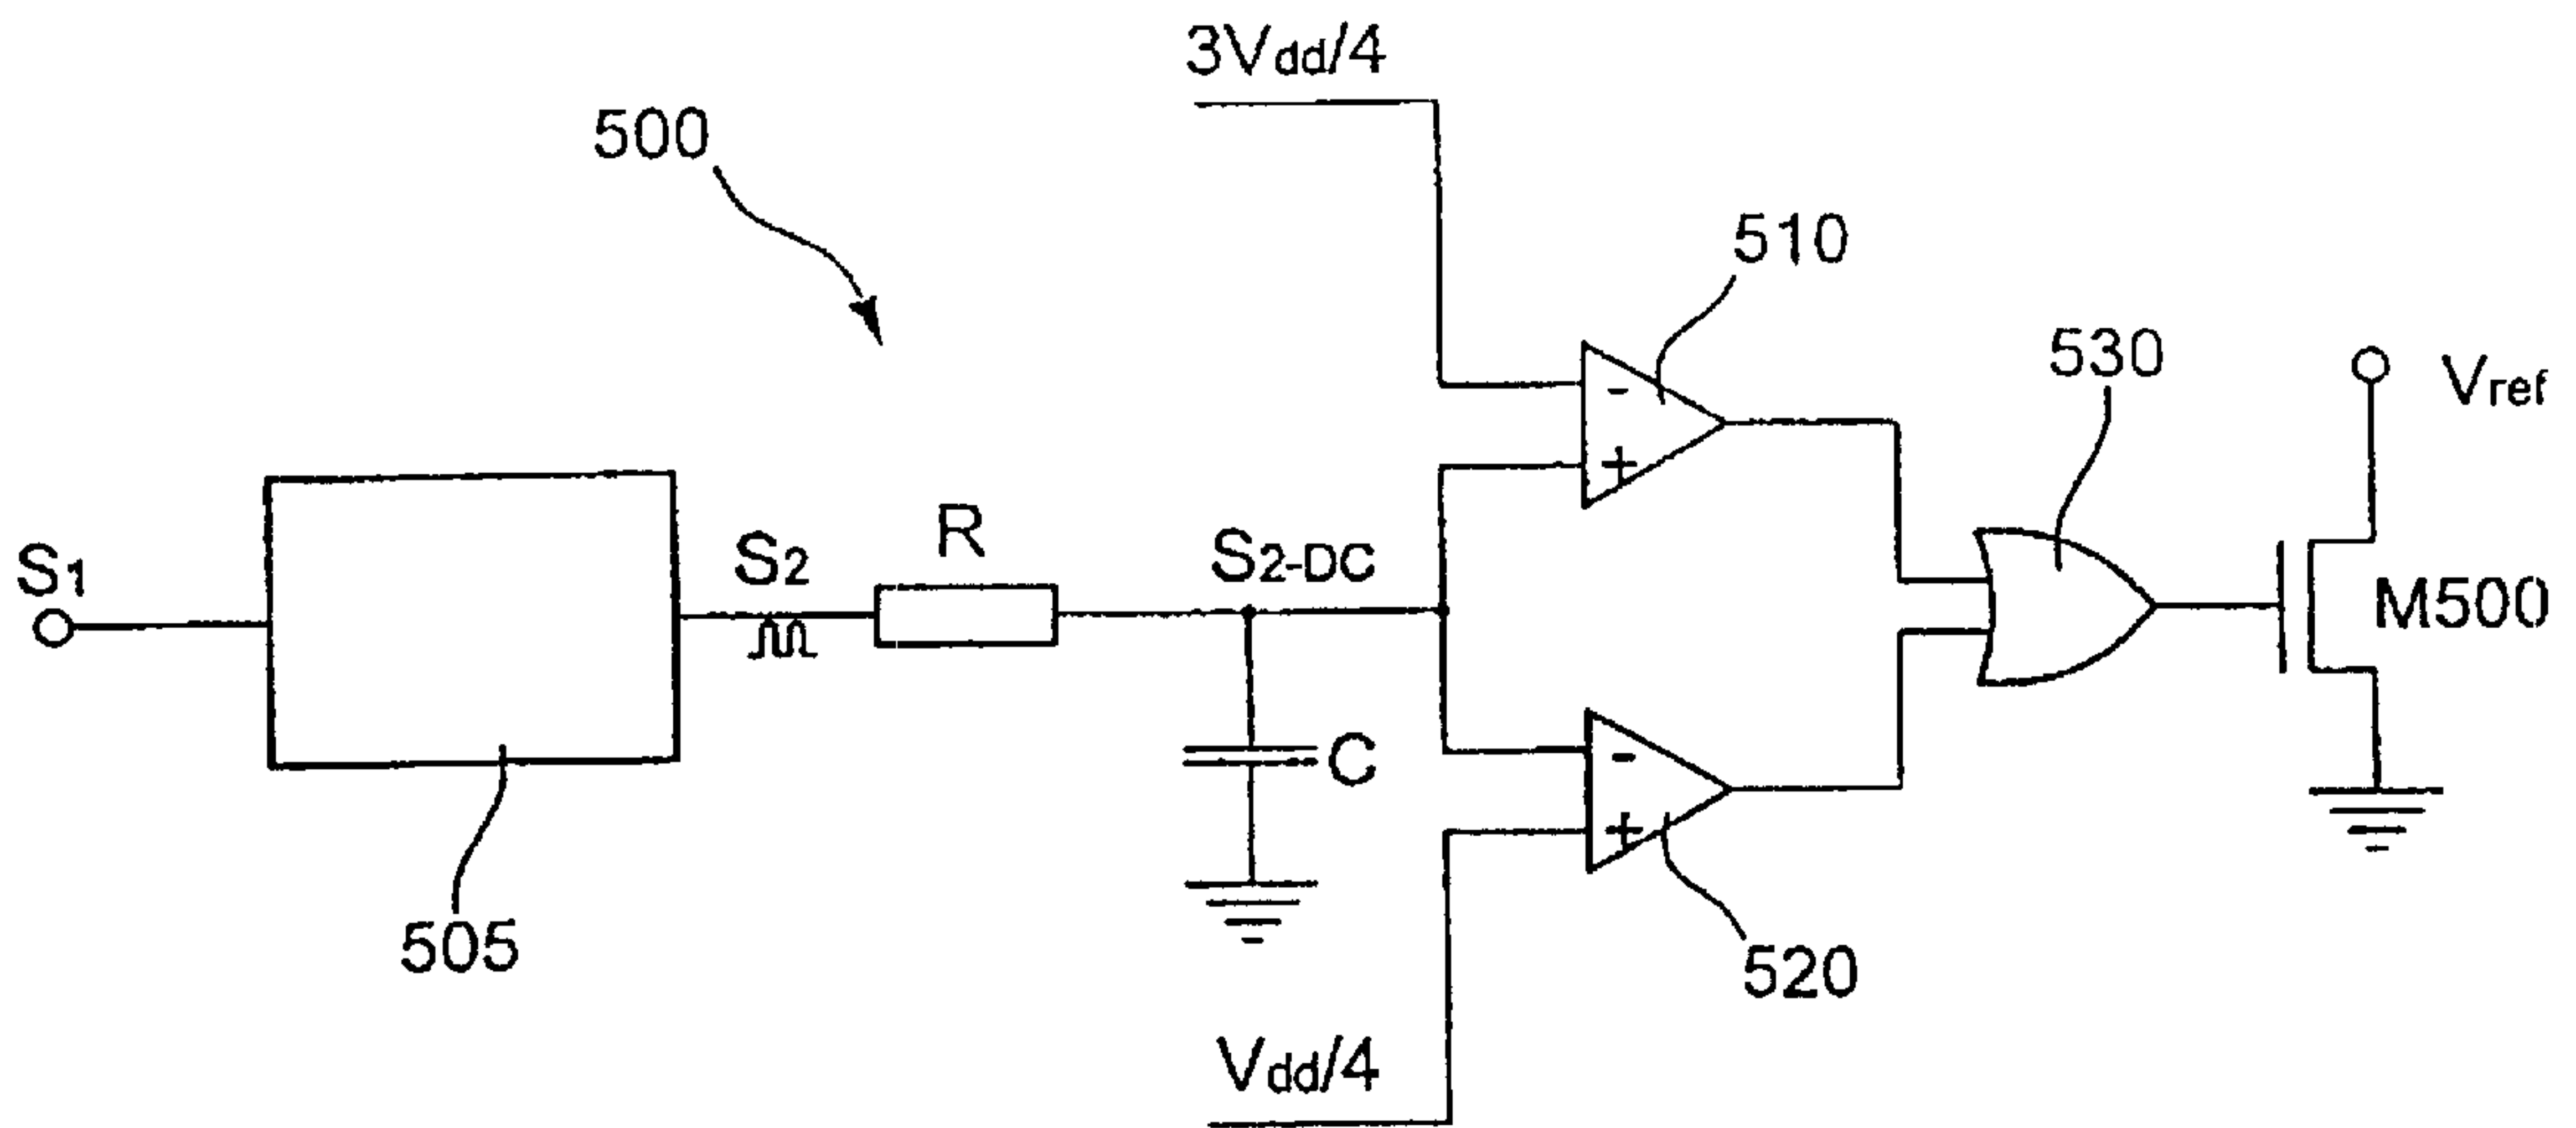 3Vdd/4
500
510
530
Vref
S1
S2
R
S2-DC
-
+
M500
C
-
+
505
520
Vdd/4